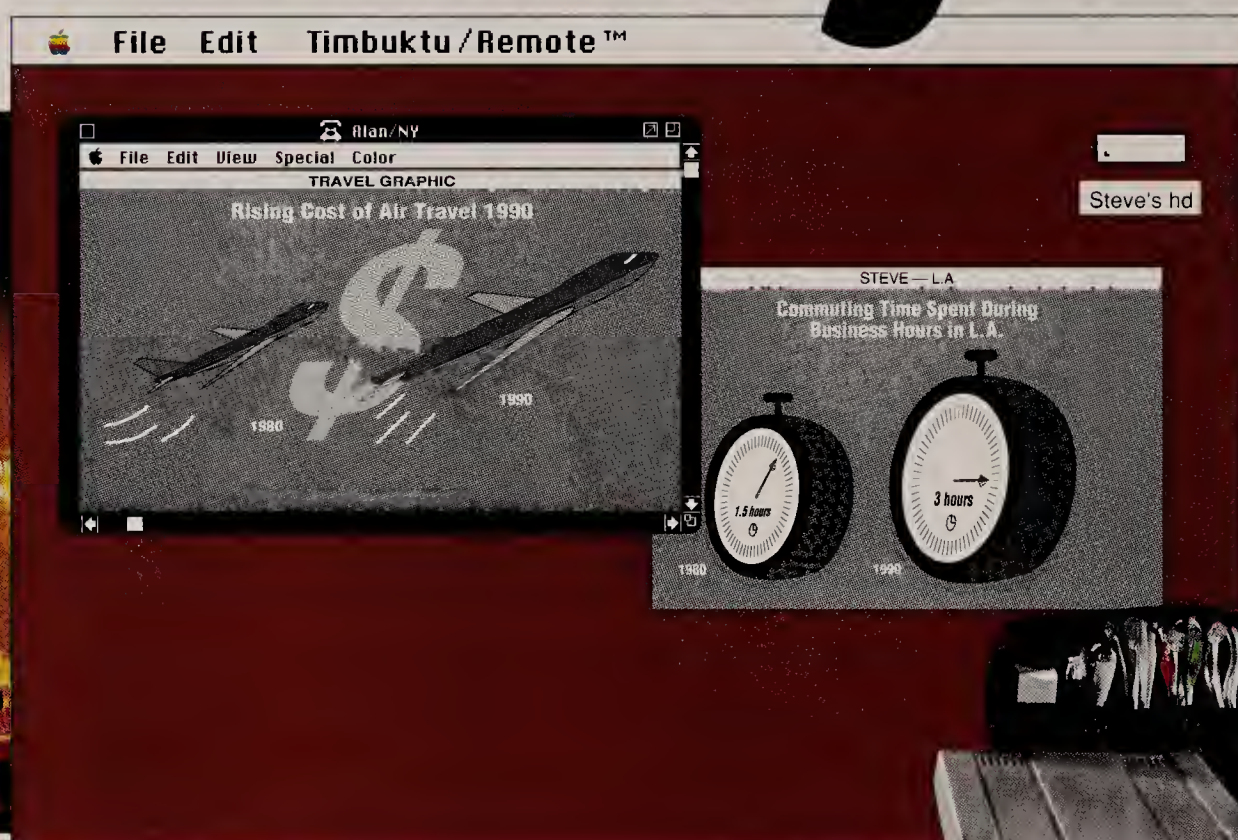 File Edit Timbuktu/Remote™
Alan/NY
File Edit View Special Color
TRAVEL GRAPHIC
Rising Cost of Air Travel 1990
1980
1990
Steve's hd
STEVE — L.A
Commuting Time Spent During
Business Hours in L.A.
1.5 hours
3 hours
1980
1990